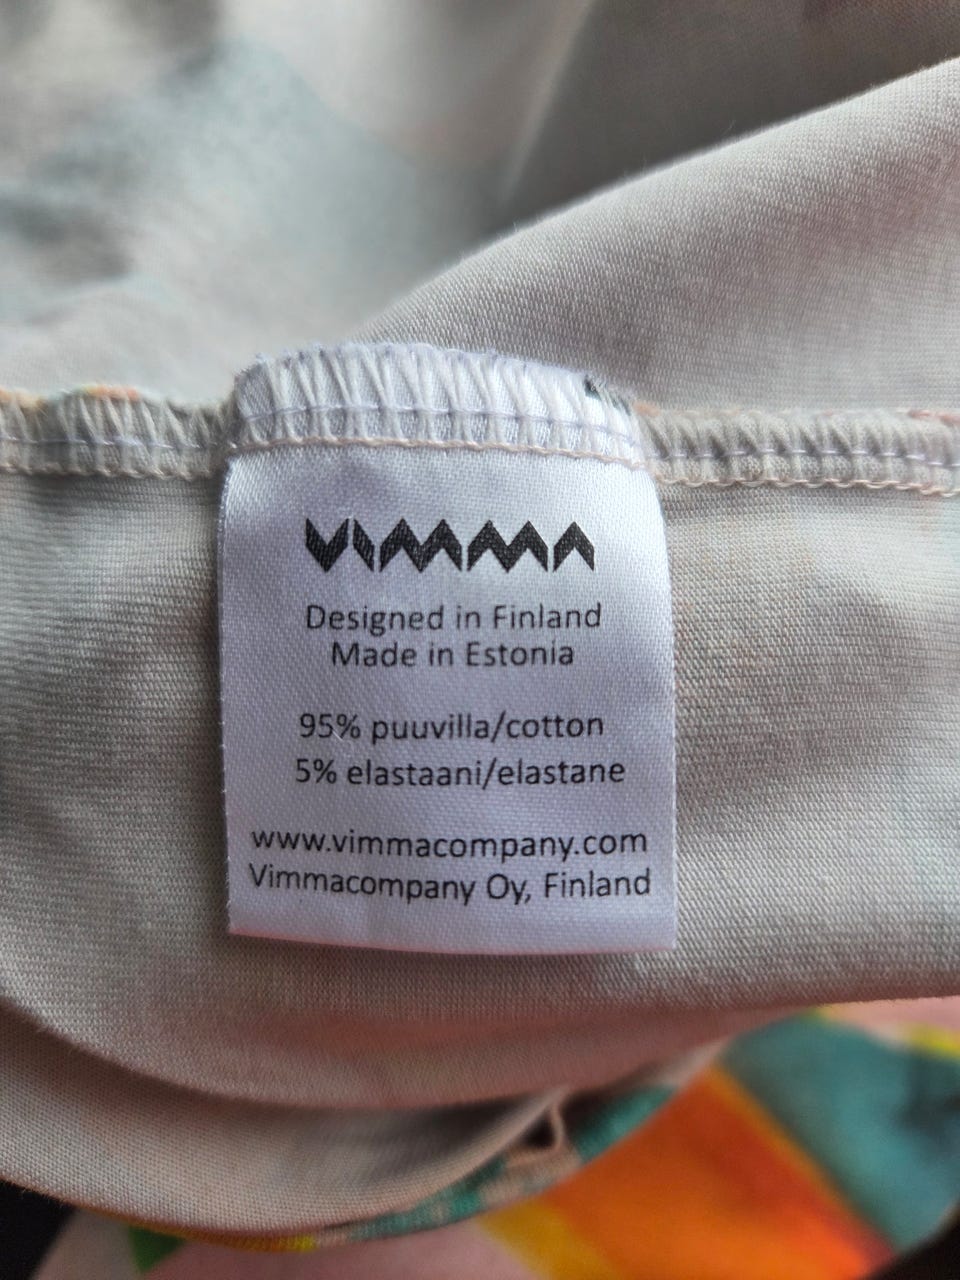 VIMMA
Designed in Finland
Made in Estonia
95% puuvilla/cotton
5% elastaani/elastane
www.vimmacompany.com
Vimmacompany Oy, Finland